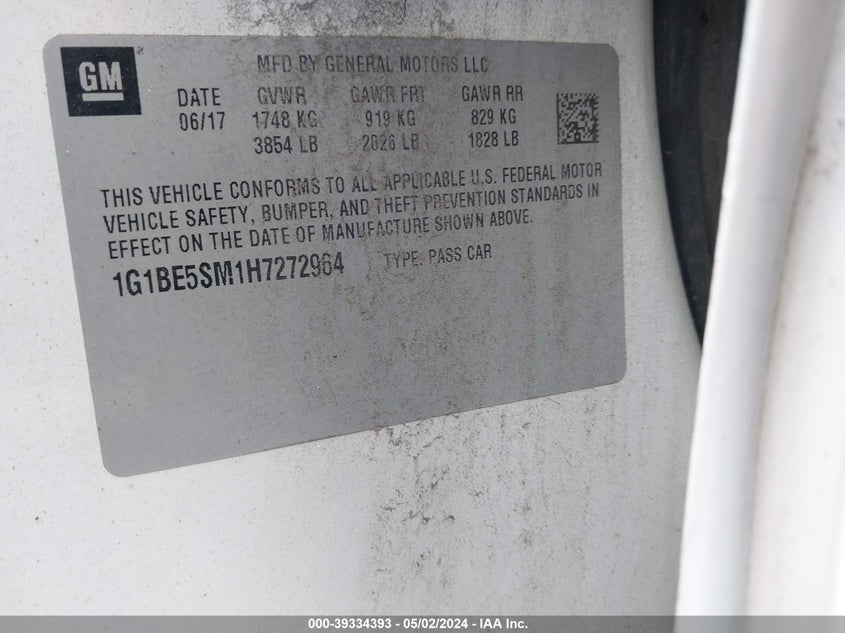 GM
MFD BY GENERAL MOTORS LLC
DATE GVWR GAWR FRT GAWR RR
06/17 1748 KG 919 KG 829 KG
3854 LB 2026 LB 1828 LB
THIS VEHICLE CONFORMS TO ALL APPLICABLE U.S. FEDERAL MOTOR
VEHICLE SAFETY, BUMPER, AND THEFT PREVENTION STANDARDS IN
EFFECT ON THE DATE OF MANUFACTURE SHOWN ABOVE.
1G1BE5SM1H7272964 TYPE: PASS CAR
000-39334393 - 05/02/2024 - IAA Inc.